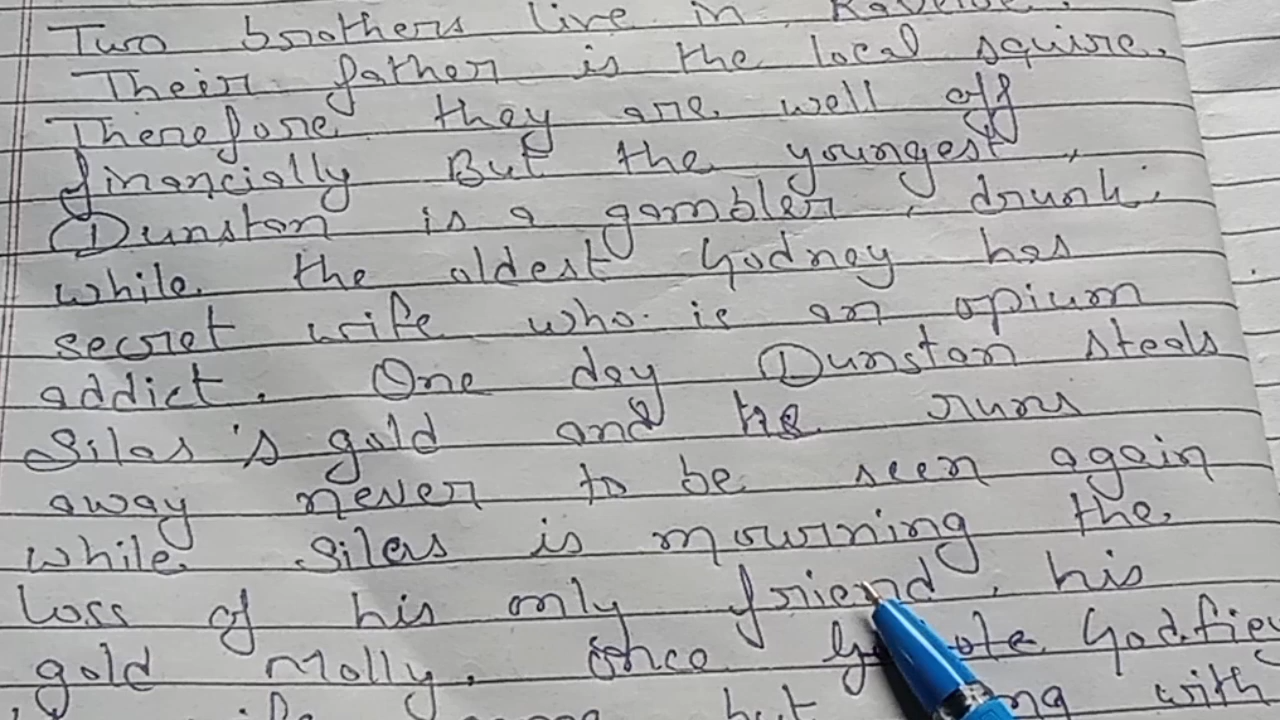 Two brothers live in
Their father is the local squire.
Therefore they are well off
financially But the youngest,
Dunstan is a gambler, drunk,
while the oldest Godney has
secret wife who is an opium
addict. One day Dunstan steals
Silas's gold and he runs
away never to be seen again
while Silas is mourning the
loss of his only friend, his
gold Molly. Once
but with